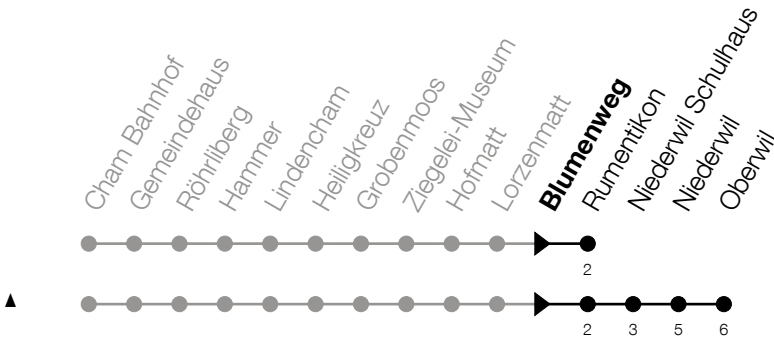 Cham Bahnhof
Gemeindehaus
Röhrliberg
Hammer
Lindencham
Heiligkreuz
Grobenmoos
Ziegelei-Museum
Hofmatt
Lorzenmatt
Blumenweg
Rumentikon
Niederwil Schulhaus
Niederwil
Oberwil
2
2 3 5 6